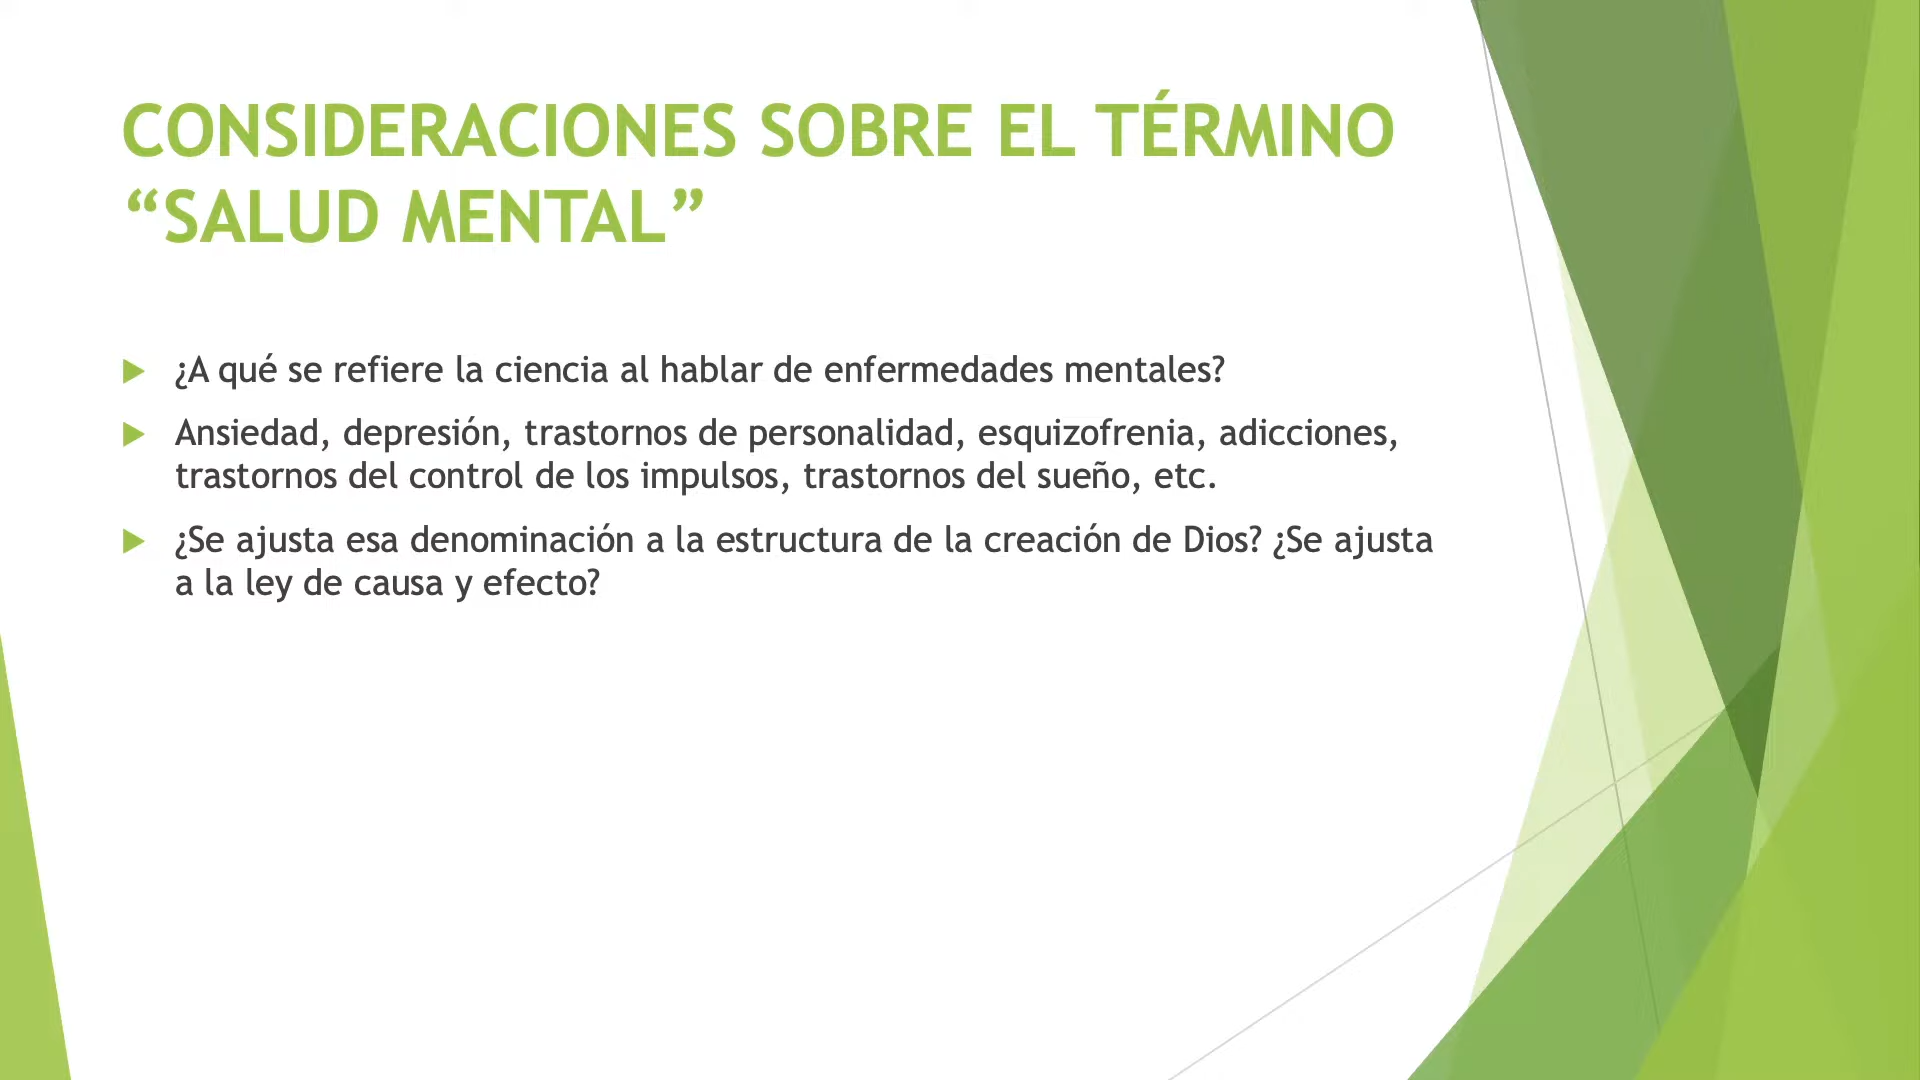 CONSIDERACIONES SOBRE EL TÉRMINO
“SALUD MENTAL”
¿A qué se refiere la ciencia al hablar de enfermedades mentales?
Ansiedad, depresión, trastornos de personalidad, esquizofrenia, adicciones,
trastornos del control de los impulsos, trastornos del sueño, etc.
¿Se ajusta esa denominación a la estructura de la creación de Dios? ¿Se ajusta
a la ley de causa y efecto?